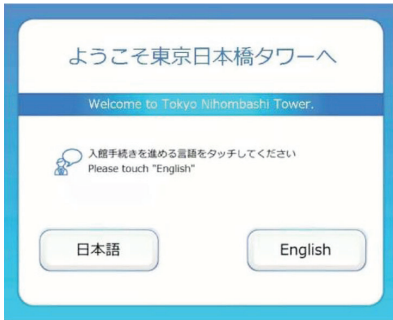 ようこそ東京日本橋タワーへ
Welcome to Tokyo Nihombashi Tower.
入館手続きを進める言語をタッチしてください
Please touch "English"
日本語
English